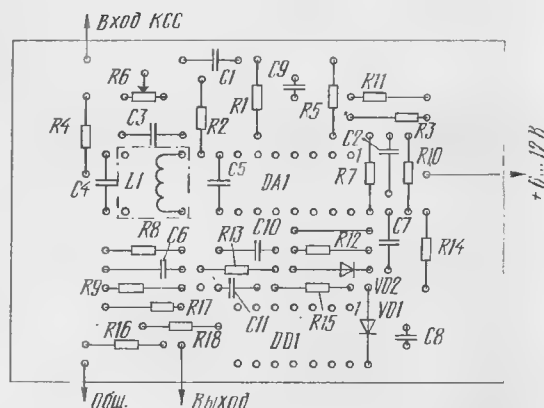 Вход КСС
R6
C1
C9
R11
R4
C3
R2
R1
R5
R3
C2
1
R10
+ 6...12 В
C4
L1
C5
DA1
R7
R8
C6
C10
R12
C7
R13
R14
R9
VD2
C11
R15
1
VD1
R17
R18
R16
DD1
C8
Общ.
Выход